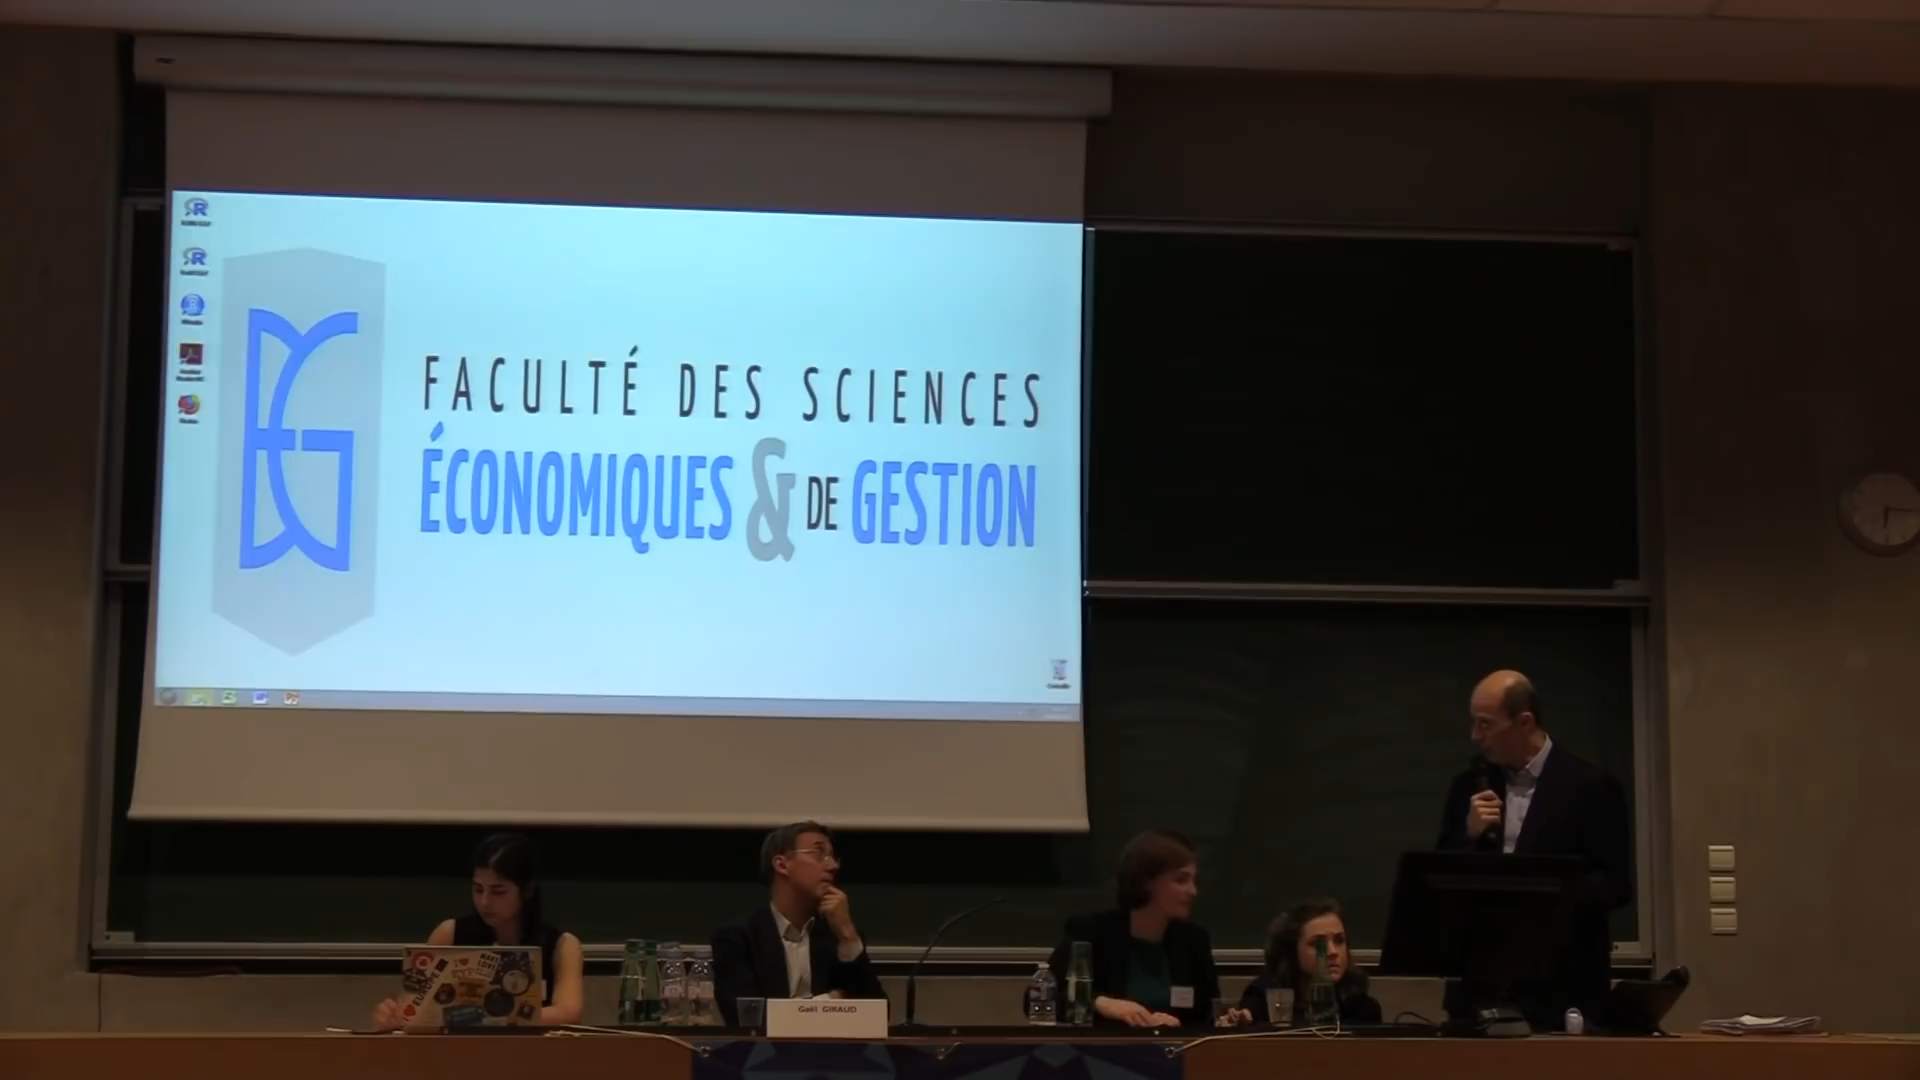 FACULTÉ DES SCIENCES
ÉCONOMIQUES & DE GESTION
Gaël GIRAUD